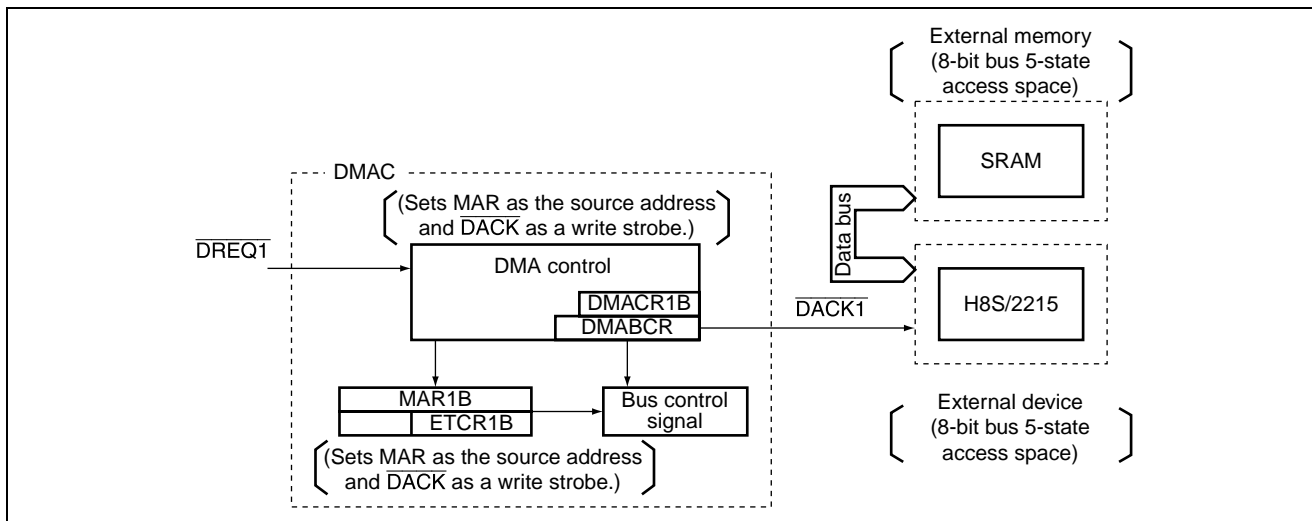 External memory
(8-bit bus 5-state
access space)
SRAM
DMAC
(Sets MAR as the source address
and DACK as a write strobe.)
DREQ1
DMA control
Data bus
DMACR1B
DMABCR
DACK1
H8S/2215
MAR1B
ETCR1B
Bus control
signal
(Sets MAR as the source address
and DACK as a write strobe.)
External device
(8-bit bus 5-state
access space)